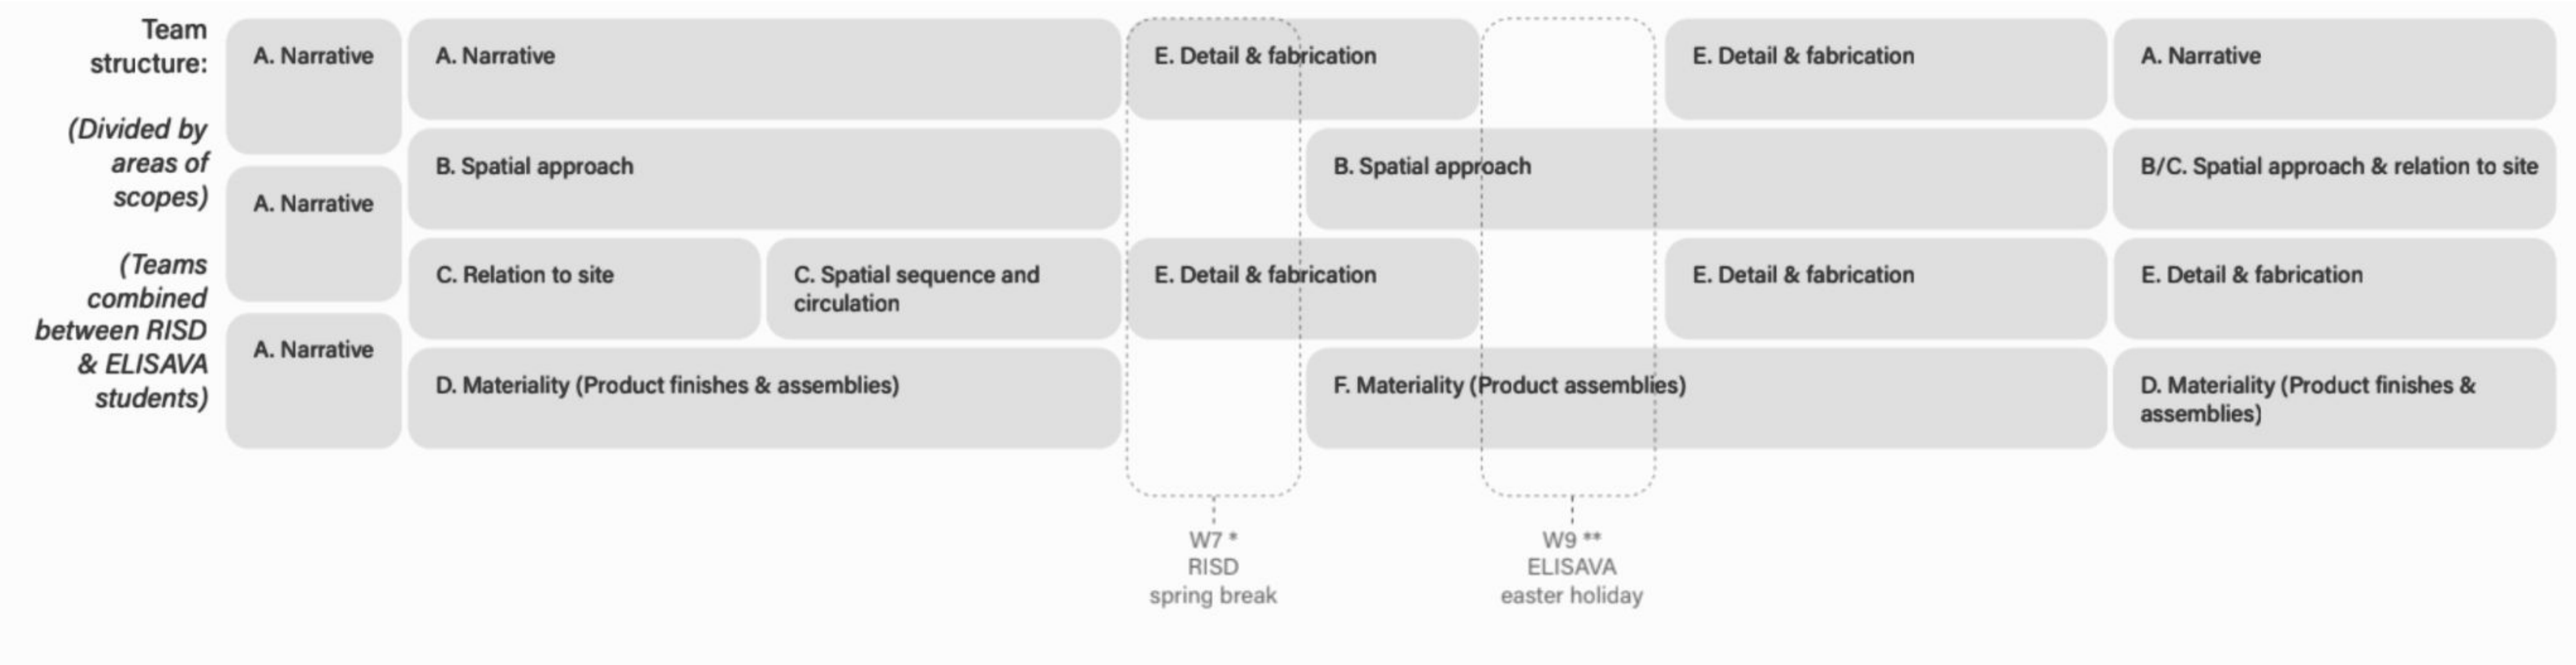 Team
structure:
(Divided by
areas of
scopes)
(Teams
combined
between RISD
& ELISAVA
students)
A. Narrative
A. Narrative
A. Narrative
A. Narrative
E. Detail & fabrication
E. Detail & fabrication
A. Narrative
B. Spatial approach
B. Spatial approach
B/C. Spatial approach & relation to site
C. Relation to site
C. Spatial sequence and
circulation
E. Detail & fabrication
E. Detail & fabrication
E. Detail & fabrication
D. Materiality (Product finishes & assemblies)
F. Materiality (Product assemblies)
D. Materiality (Product finishes &
assemblies)
W7 *
RISD
spring break
W9 **
ELISAVA
easter holiday